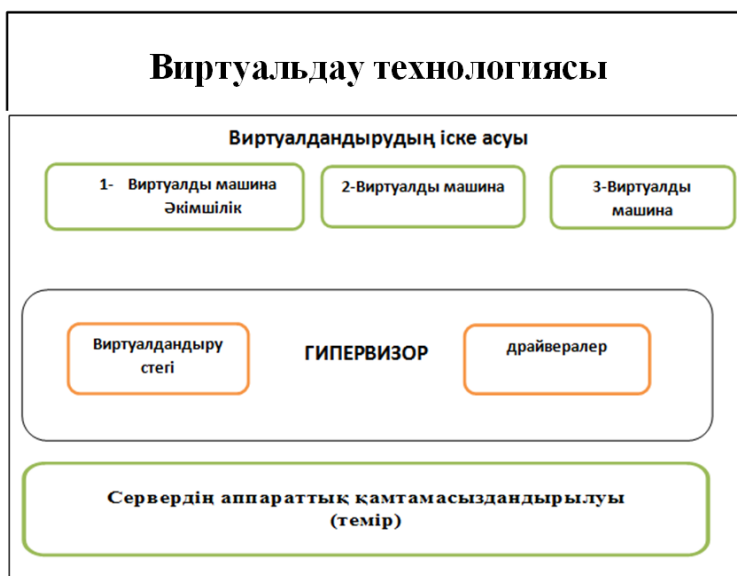 Виртуальдау технологиясы
Виртуалдандырудың іске асуы
1- Виртуалды машина
Әкімшілік
2-Виртуалды машина
3-Виртуалды
машина
Виртуалдандыру
стегі
ГИПЕРВИЗОР
драйвералер
Сервердің аппараттық қамтамасыздандырылуы
(темір)